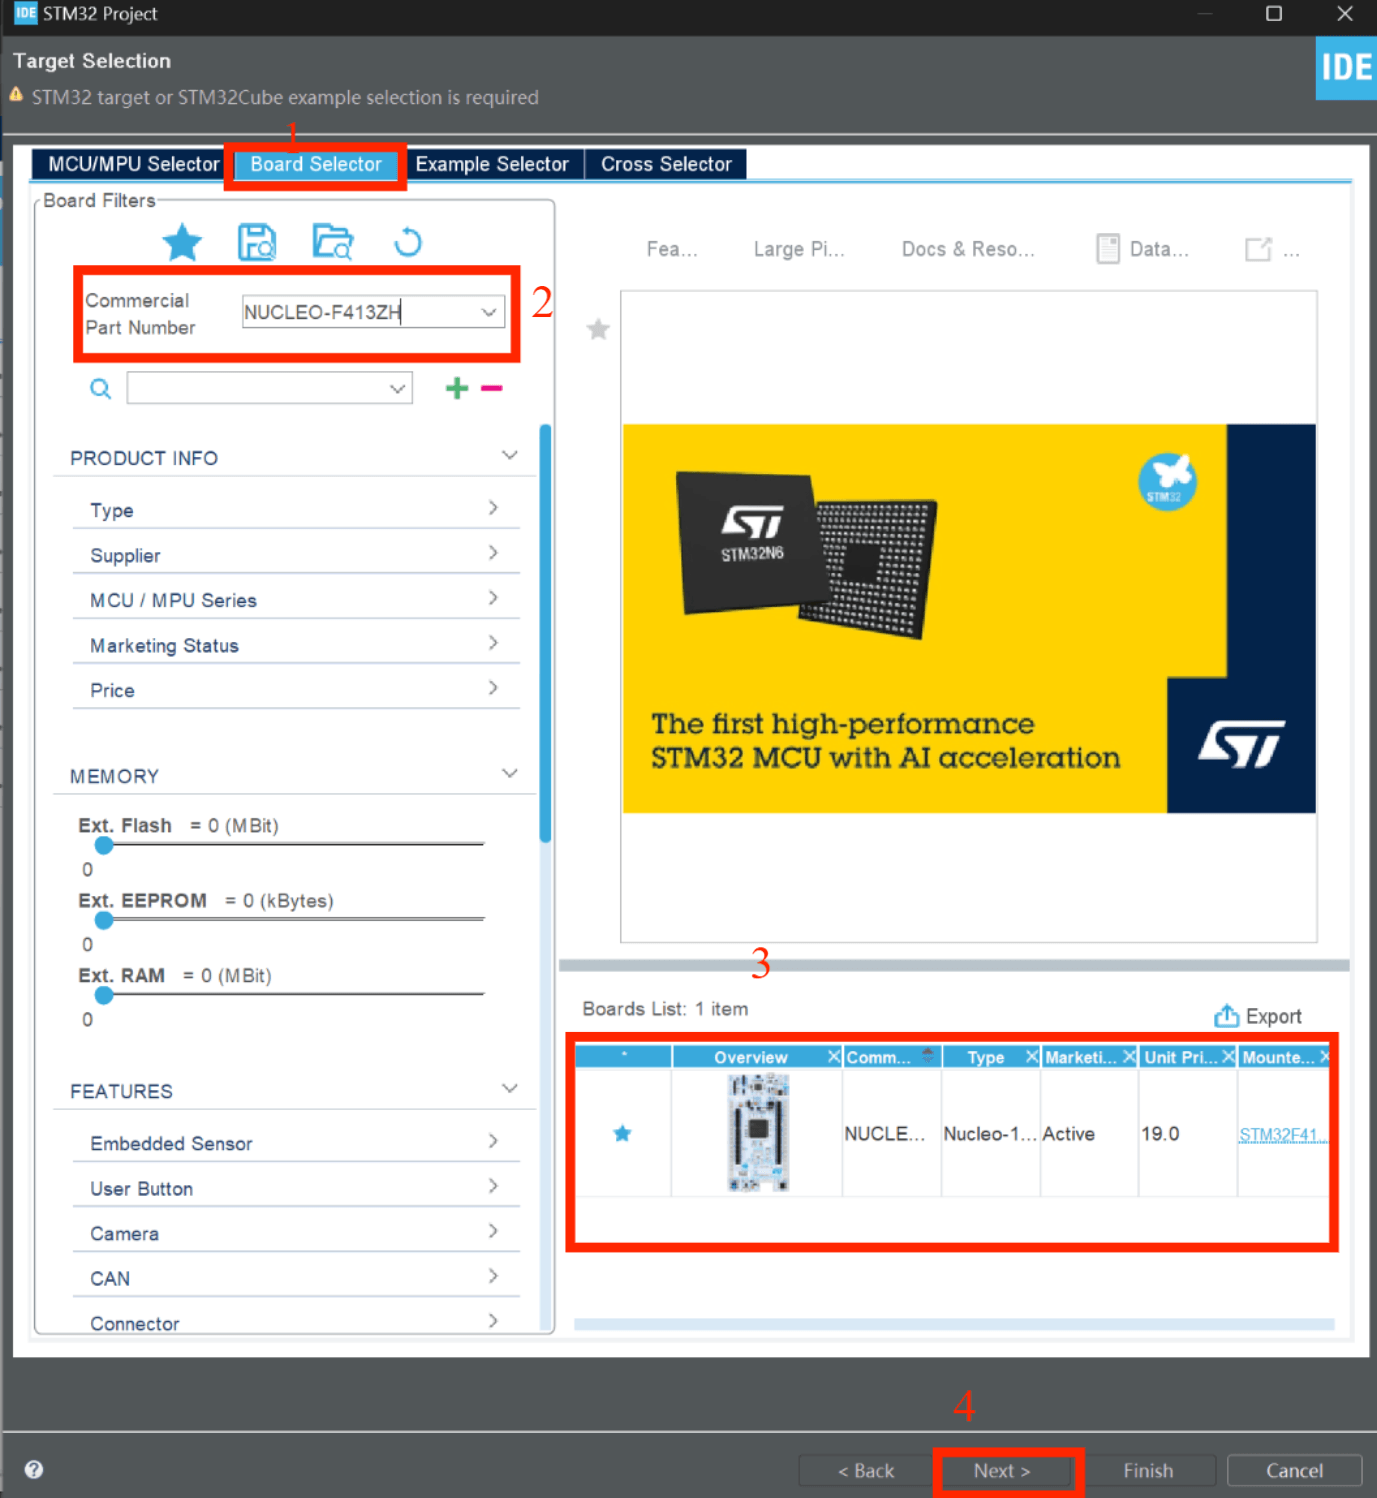 IDE STM32 Project
Target Selection
IDE
STM32 target or STM32Cube example selection is required
1
MCU/MPU Selector
Board Selector
Example Selector
Cross Selector
Board Filters
Fea...
Large Pi...
Docs & Reso...
Data...
...
Commercial
Part Number
NUCLEO-F413ZH
2
PRODUCT INFO
Type
Supplier
MCU / MPU Series
Marketing Status
Price
MEMORY
Ext. Flash = 0 (MBit)
0
Ext. EEPROM = 0 (kBytes)
0
Ext. RAM = 0 (MBit)
0
FEATURES
Embedded Sensor
User Button
Camera
CAN
Connector
STM32
ST
STM32N6
The first high-performance
STM32 MCU with AI acceleration
ST
3
Boards List: 1 item
Export
* Overview Comm... Type Marketi... Unit Pri... Mounte...
NUCLE... Nucleo-1... Active 19.0 STM32F41...
4
? < Back Next > Finish Cancel